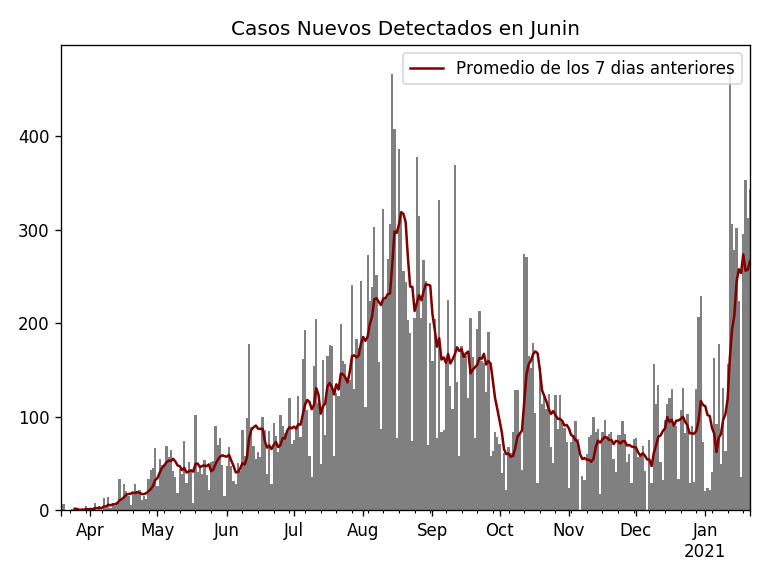 Casos Nuevos Detectados en Junin
Promedio de los 7 dias anteriores
400
300
200
100
0
Apr May Jun Jul Aug Sep Oct Nov Dec Jan
2021